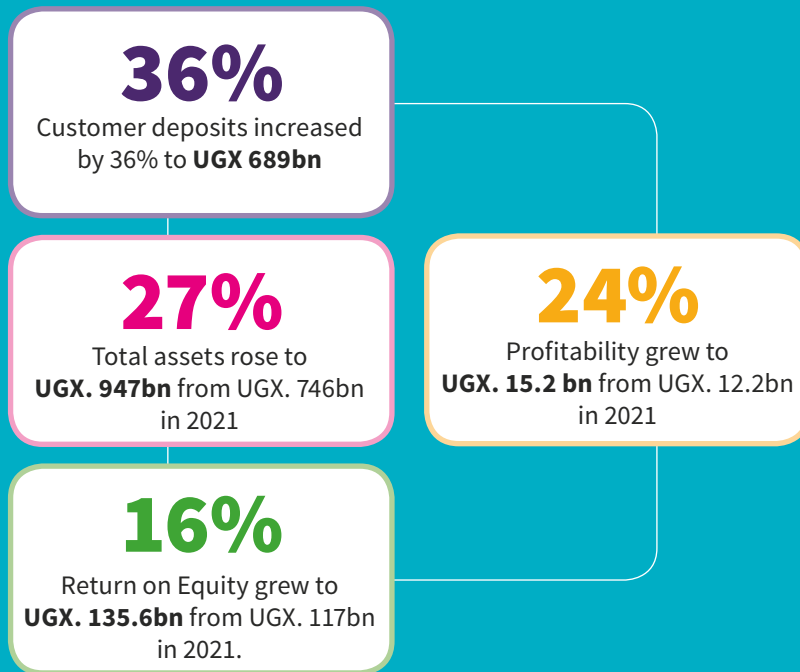 36%
Customer deposits increased
by 36% to UGX 689bn
27%
Total assets rose to
UGX. 947bn from UGX. 746bn
in 2021
24%
Profitability grew to
UGX. 15.2 bn from UGX. 12.2bn
in 2021
16%
Return on Equity grew to
UGX. 135.6bn from UGX. 117bn
in 2021.